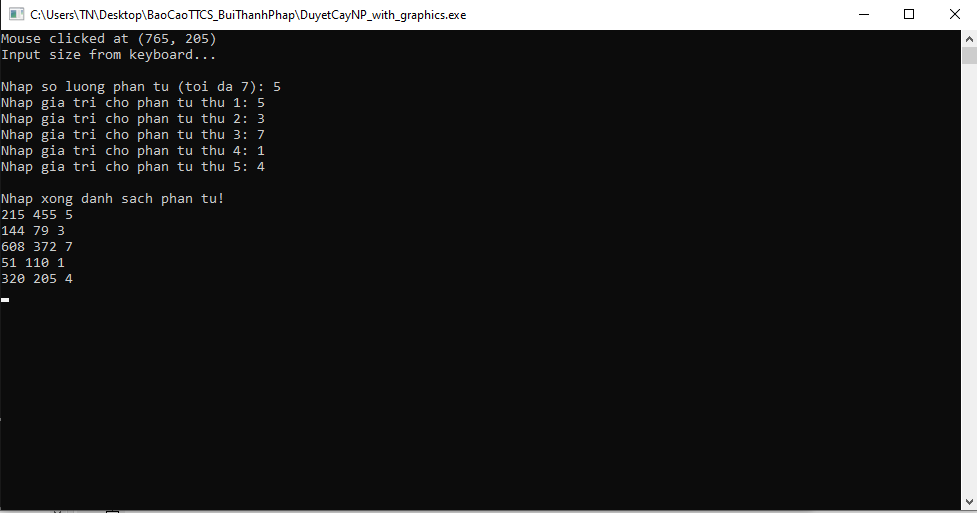 C:\Users\TN\Desktop\BaoCaoTTCS_BuiThanhPhap\DuyetCayNP_with_graphics.exe
Mouse clicked at (765, 205)
Input size from keyboard...
Nhap so luong phan tu (toi da 7): 5
Nhap gia tri cho phan tu thu 1: 5
Nhap gia tri cho phan tu thu 2: 3
Nhap gia tri cho phan tu thu 3: 7
Nhap gia tri cho phan tu thu 4: 1
Nhap gia tri cho phan tu thu 5: 4
Nhap xong danh sach phan tu!
215 455 5
144 79 3
608 372 7
51 110 1
320 205 4